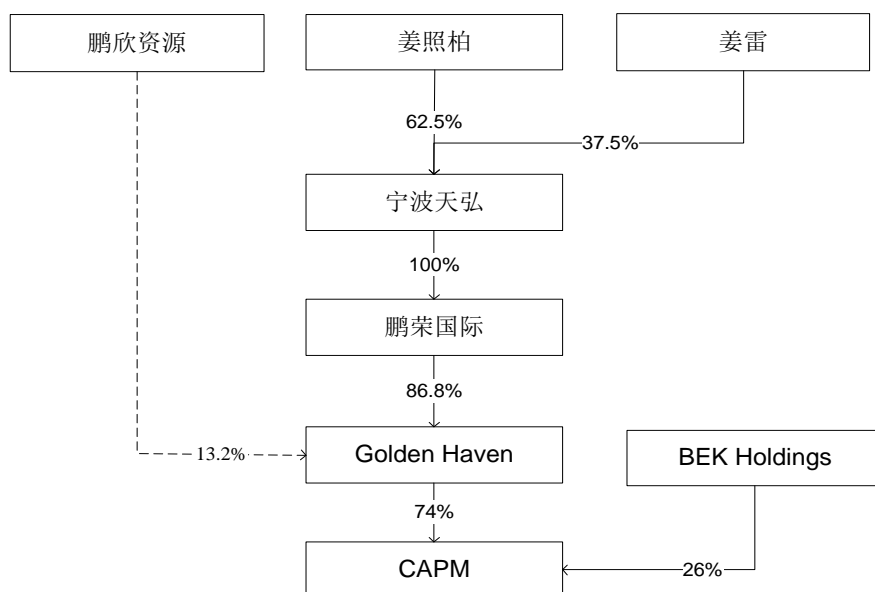 鹏欣资源
姜照柏
姜雷
62.5%
37.5%
宁波天弘
100%
鹏荣国际
86.8%
13.2%
Golden Haven
BEK Holdings
74%
CAPM
26%